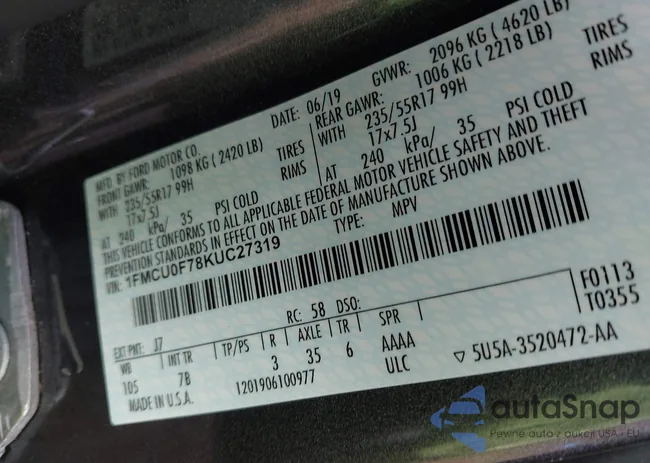 MFD. BY FORD MOTOR CO. DATE: 06/19 GVWR: 2096 KG ( 4620 LB)
FRONT GAWR: 1098 KG ( 2420 LB) REAR GAWR: 1006 KG ( 2218 LB)
WITH 235/55R17 99H TIRES WITH 235/55R17 99H TIRES
17x7.5J RIMS 17x7.5J RIMS
AT 240 kPa/ 35 PSI COLD AT 240 kPa/ 35 PSI COLD
THIS VEHICLE CONFORMS TO ALL APPLICABLE FEDERAL MOTOR VEHICLE SAFETY AND THEFT
PREVENTION STANDARDS IN EFFECT ON THE DATE OF MANUFACTURE SHOWN ABOVE.
VIN: 1FMCU0F78KUC27319 TYPE: MPV
F0113
T0355
EXT PNT: J7 RC: 58 DSO:
WB INT TR TP/PS R AXLE TR SPR
105 7B 3 35 6 AAAA
ULC
MADE IN U.S.A. 1201906100977 ▽ 5U5A-3520472-AA
autaSnap
Pewne auto z aukcji USA i EU